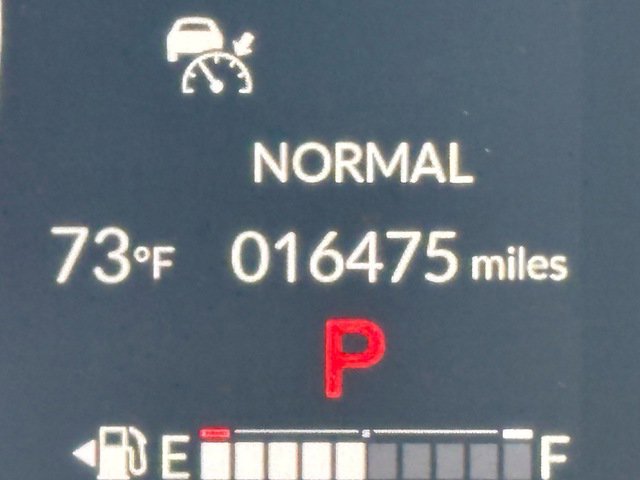 NORMAL
73°F 016475 miles
P
E F